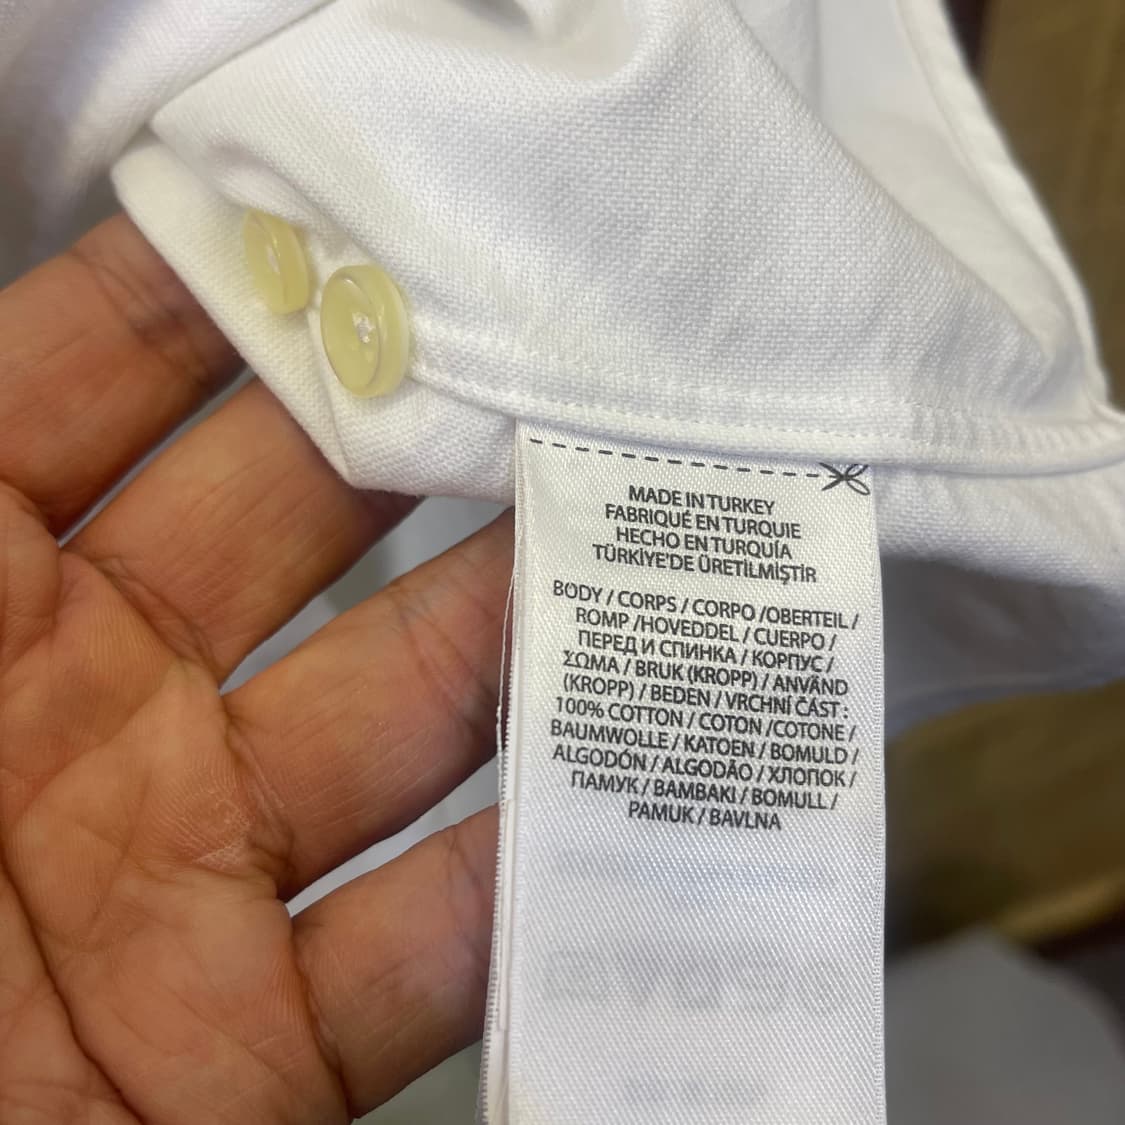 MADE IN TURKEY
FABRIQUÉ EN TURQUIE
HECHO EN TURQUÍA
TÜRKİYE'DE ÜRETİLMİŞTİR
BODY / CORPS / CORPO /OBERTEIL /
ROMP /HOVEDDEL / CUERPO /
ПЕРЕД И СПИНКА / КОРПУС /
ΣΩΜΑ / BRUK (KROPP) / ANVÄND
(KROPP) / BEDEN / VRCHNÍ ČÁST :
100% COTTON / COTON /COTONE /
BAUMWOLLE / KATOEN / BOMULD /
ALGODÓN / ALGODÃO / ХЛОПОК /
ПАМУК / BAMBAKI / BOMULL /
PAMUK / BAVLNA